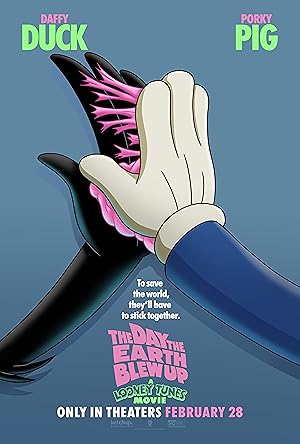 DAFFY
DUCK
PORKY
PIG
To save
the world,
they'll have
to stick together.
THE DAY THE
EARTH
BLEW UP
A
LOONEY TUNES
MOVIE
ONLY IN THEATERS FEBRUARY 28
ketchup